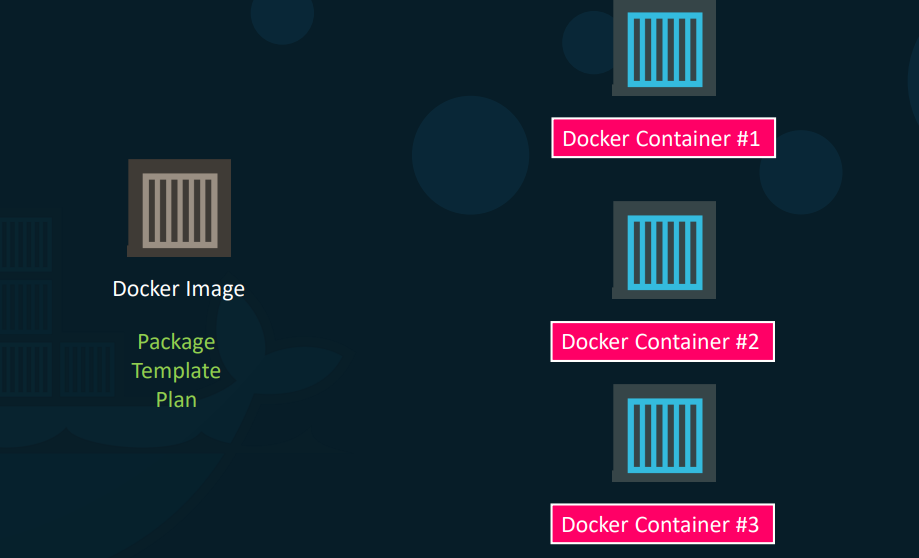 Docker Image
Package
Template
Plan
Docker Container #1
Docker Container #2
Docker Container #3